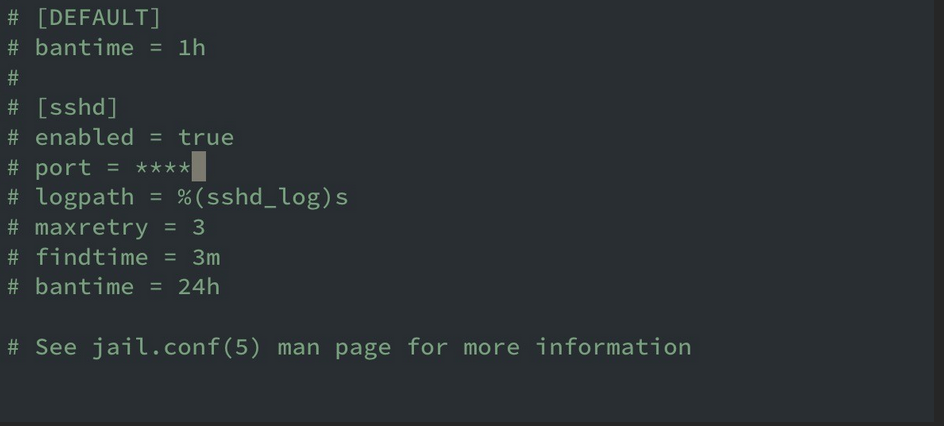 # [DEFAULT]
# bantime = 1h
#
# [sshd]
# enabled = true
# port = ****
# logpath = %(sshd_log)s
# maxretry = 3
# findtime = 3m
# bantime = 24h
# See jail.conf(5) man page for more information